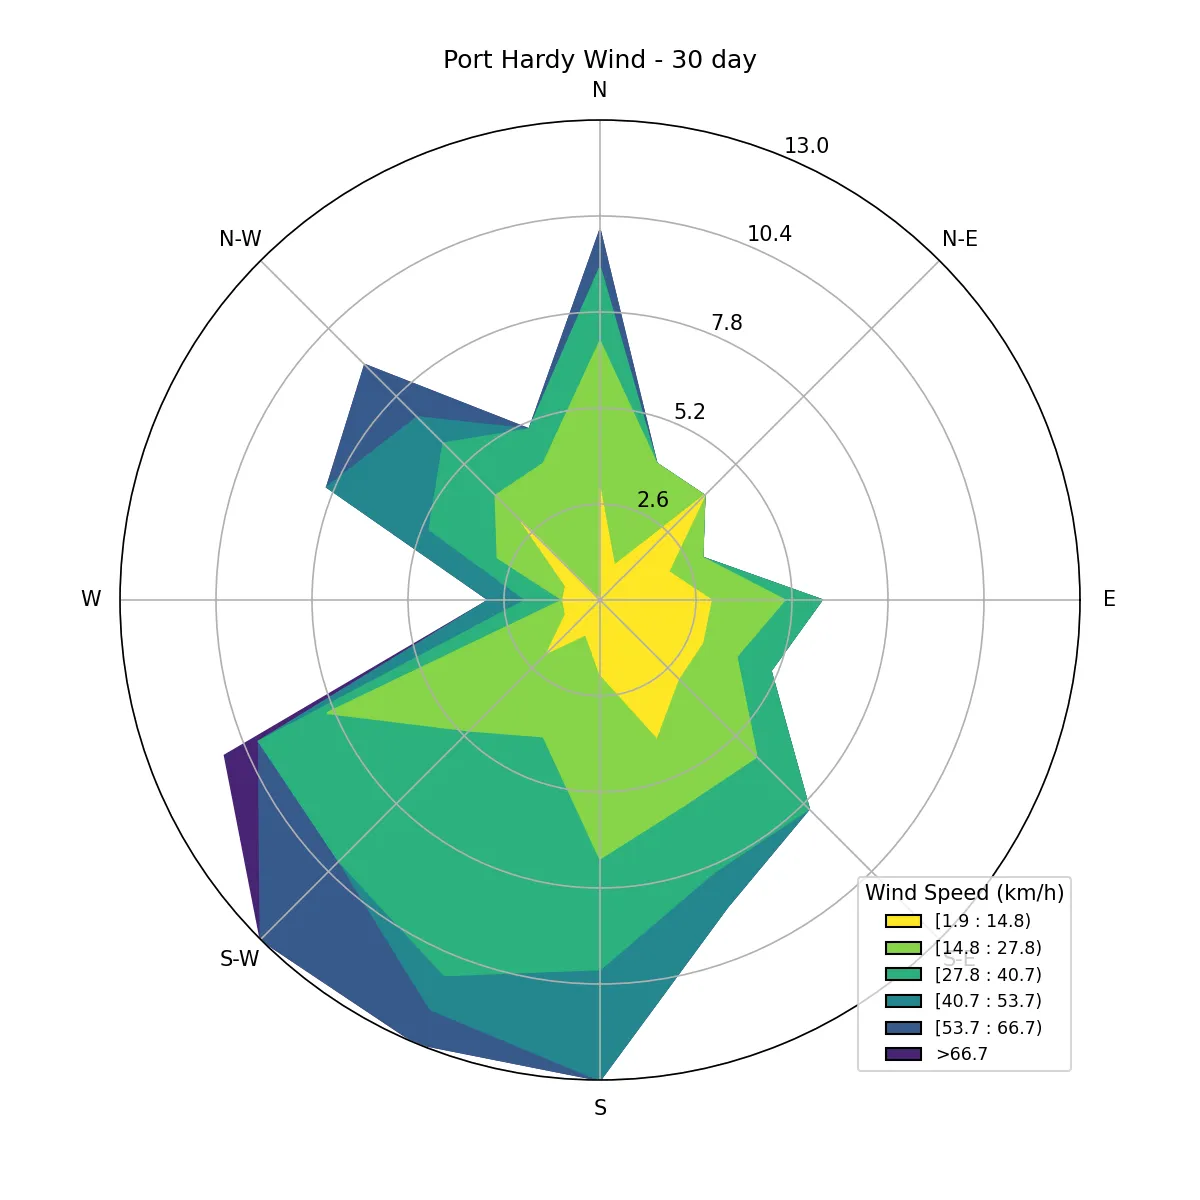 Port Hardy Wind - 30 day
N
13.0
N-W
10.4
N-E
7.8
5.2
2.6
W
E
S-W
S-E
S
Wind Speed (km/h)
[1.9 : 14.8)
[14.8 : 27.8)
[27.8 : 40.7)
[40.7 : 53.7)
[53.7 : 66.7)
>66.7